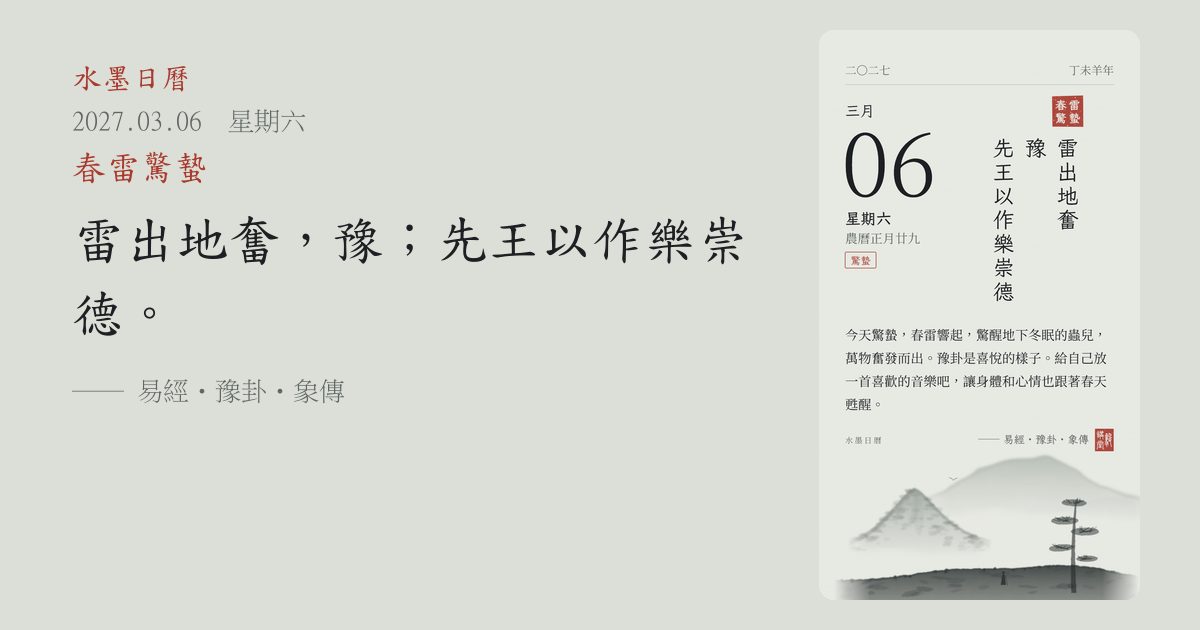 水墨日曆
2027.03.06 星期六
春雷驚蟄
雷出地奮，豫；先王以作樂崇
德。
—— 易經・豫卦・象傳
二〇二七
丁未羊年
三月
06
星期六
農曆正月廿九
驚蟄
春雷驚蟄
雷出地奮
豫
先王以作樂崇德
今天驚蟄，春雷響起，驚醒地下冬眠的蟲兒，
萬物奮發而出。豫卦是喜悅的樣子。給自己放
一首喜歡的音樂吧，讓身體和心情也跟著春天
甦醒。
水墨日曆
—— 易經・豫卦・象傳